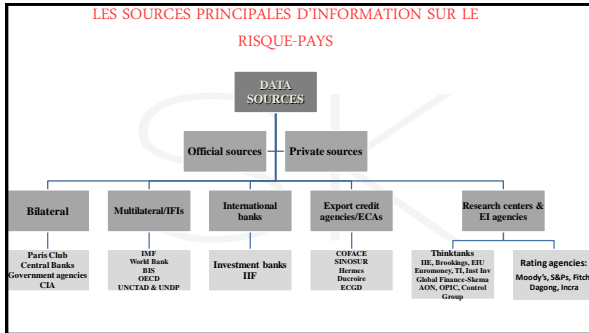 LES SOURCES PRINCIPALES D'INFORMATION SUR LE
RISQUE-PAYS
DATA
SOURCES
Official sources
Private sources
Bilateral
Multilateral/IFIs
International
banks
Export credit
agencies/ECAs
Research centers &
EI agencies
Paris Club
Central Banks
Government agencies
CIA
IMF
World Bank
BIS
OECD
UNCTAD & UNDP
Investment banks
IIF
COFACE
SINOSUR
Hermes
Ducroire
ECGD
Thinktanks
IIE, Brookings, EIU
Euromoney, TI, Inst Inv
Global Finance-Skema
AON, OPIC, Control
Group
Rating agencies:
Moody's, S&Ps, Fitch
Dagong, Incra